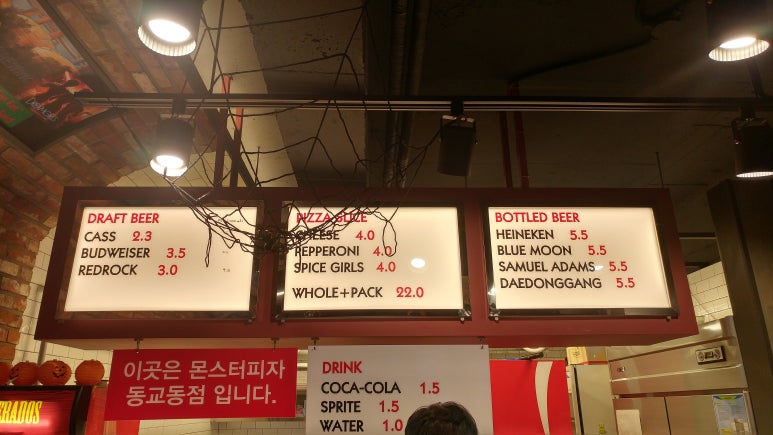 DRAFT BEER
CASS 2.3
BUDWEISER 3.5
REDROCK 3.0
PIZZA SLICE
CHEESE 4.0
PEPPERONI 4.0
SPICE GIRLS 4.0
WHOLE+PACK 22.0
BOTTLED BEER
HEINEKEN 5.5
BLUE MOON 5.5
SAMUEL ADAMS 5.5
DAEDONGGANG 5.5
이곳은 몬스터피자
동교동점 입니다.
DRINK
COCA-COLA 1.5
SPRITE 1.5
WATER 1.0
ERADOS